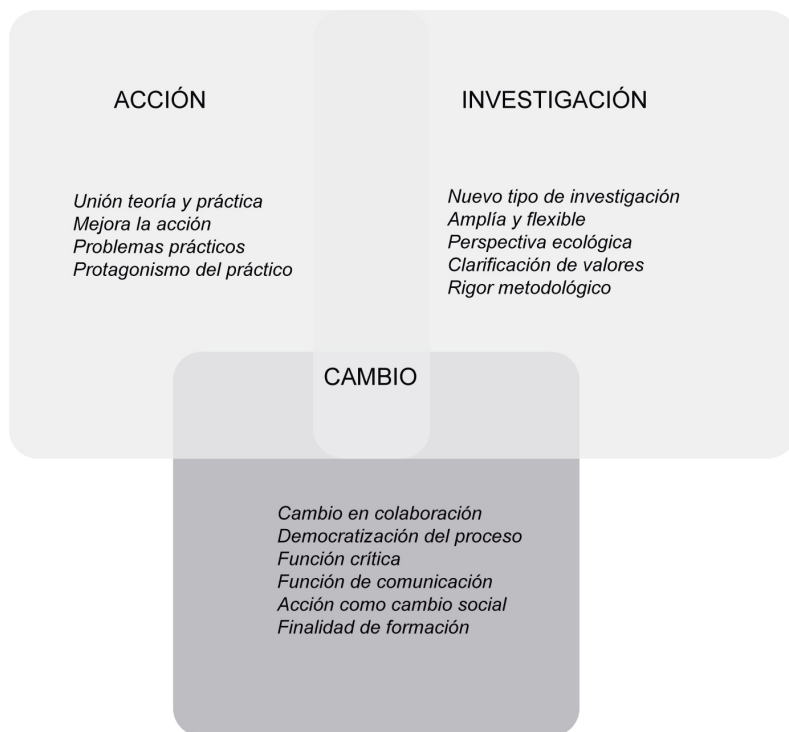 ACCIÓN
Unión teoría y práctica
Mejora la acción
Problemas prácticos
Protagonismo del práctico
INVESTIGACIÓN
Nuevo tipo de investigación
Amplía y flexible
Perspectiva ecológica
Clarificación de valores
Rigor metodológico
CAMBIO
Cambio en colaboración
Democratización del proceso
Función crítica
Función de comunicación
Acción como cambio social
Finalidad de formación